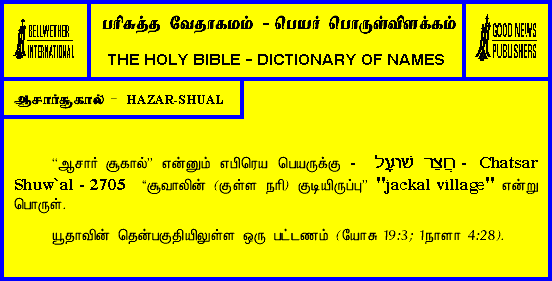 BELLWETHER
INTERNATIONAL
பரிசுத்த வேதாகமம் - பெயர் பொருள்விளக்கம்
THE HOLY BIBLE - DICTIONARY OF NAMES
GOOD NEWS
PUBLISHERS
ஆசார்சூகால் - HAZAR-SHUAL
“ஆசார் சூகால்” என்னும் எபிரெய பெயருக்கு - חֲצַר שׁוּעָל - Chatsar
Shuw`al - 2705 “சூவாலின் (குள்ள நரி) குடியிருப்பு” "jackal village" என்று
பொருள்.
யூதாவின் தென்பகுதியிலுள்ள ஒரு பட்டணம் (யோசு 19:3; 1நாளா 4:28).